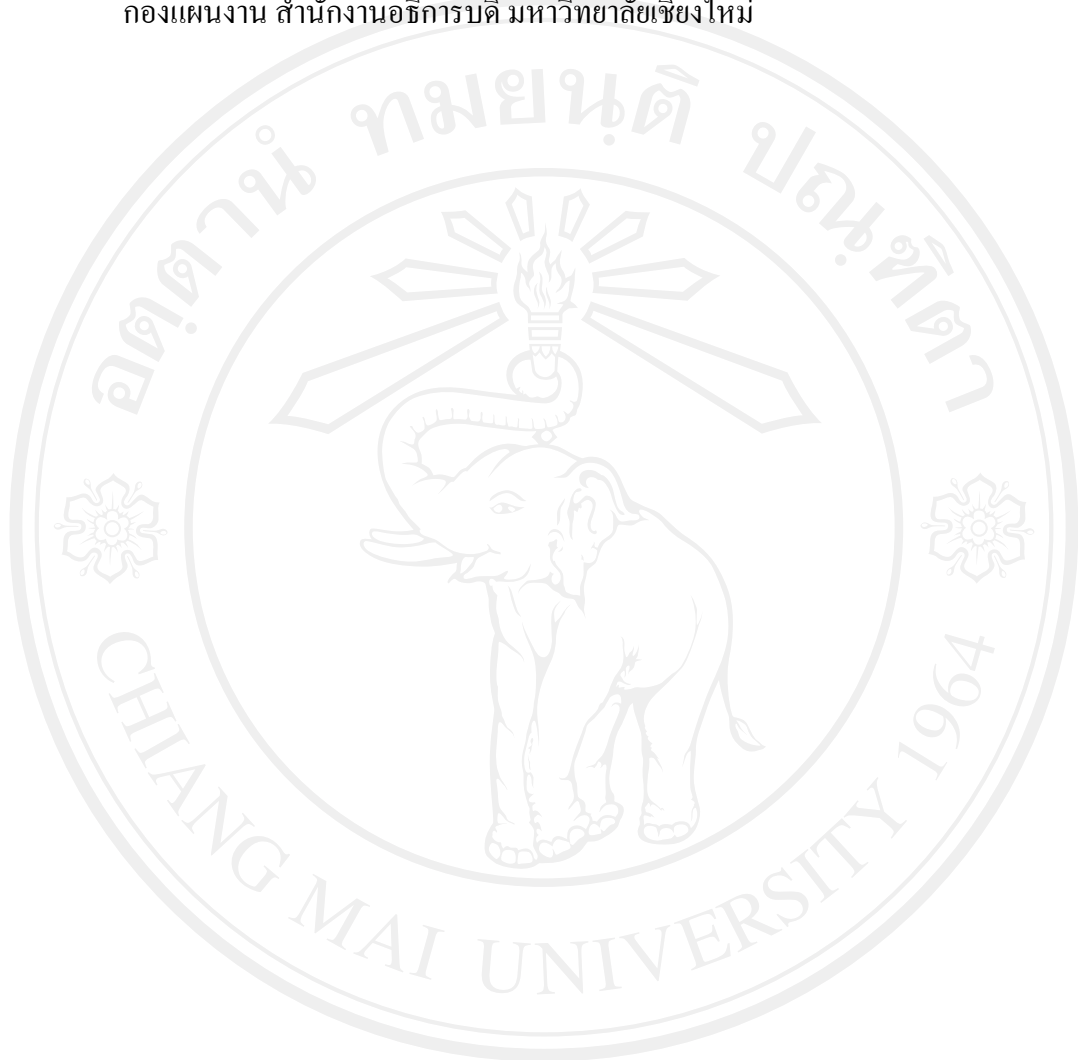 กองแผนงาน สำนักงานอธิการบดี มหาวิทยาลัยเชียงใหม่
อตฺตานํ ทมยนฺติ ปณฺฑิตา
CHIANG MAI UNIVERSITY 1964